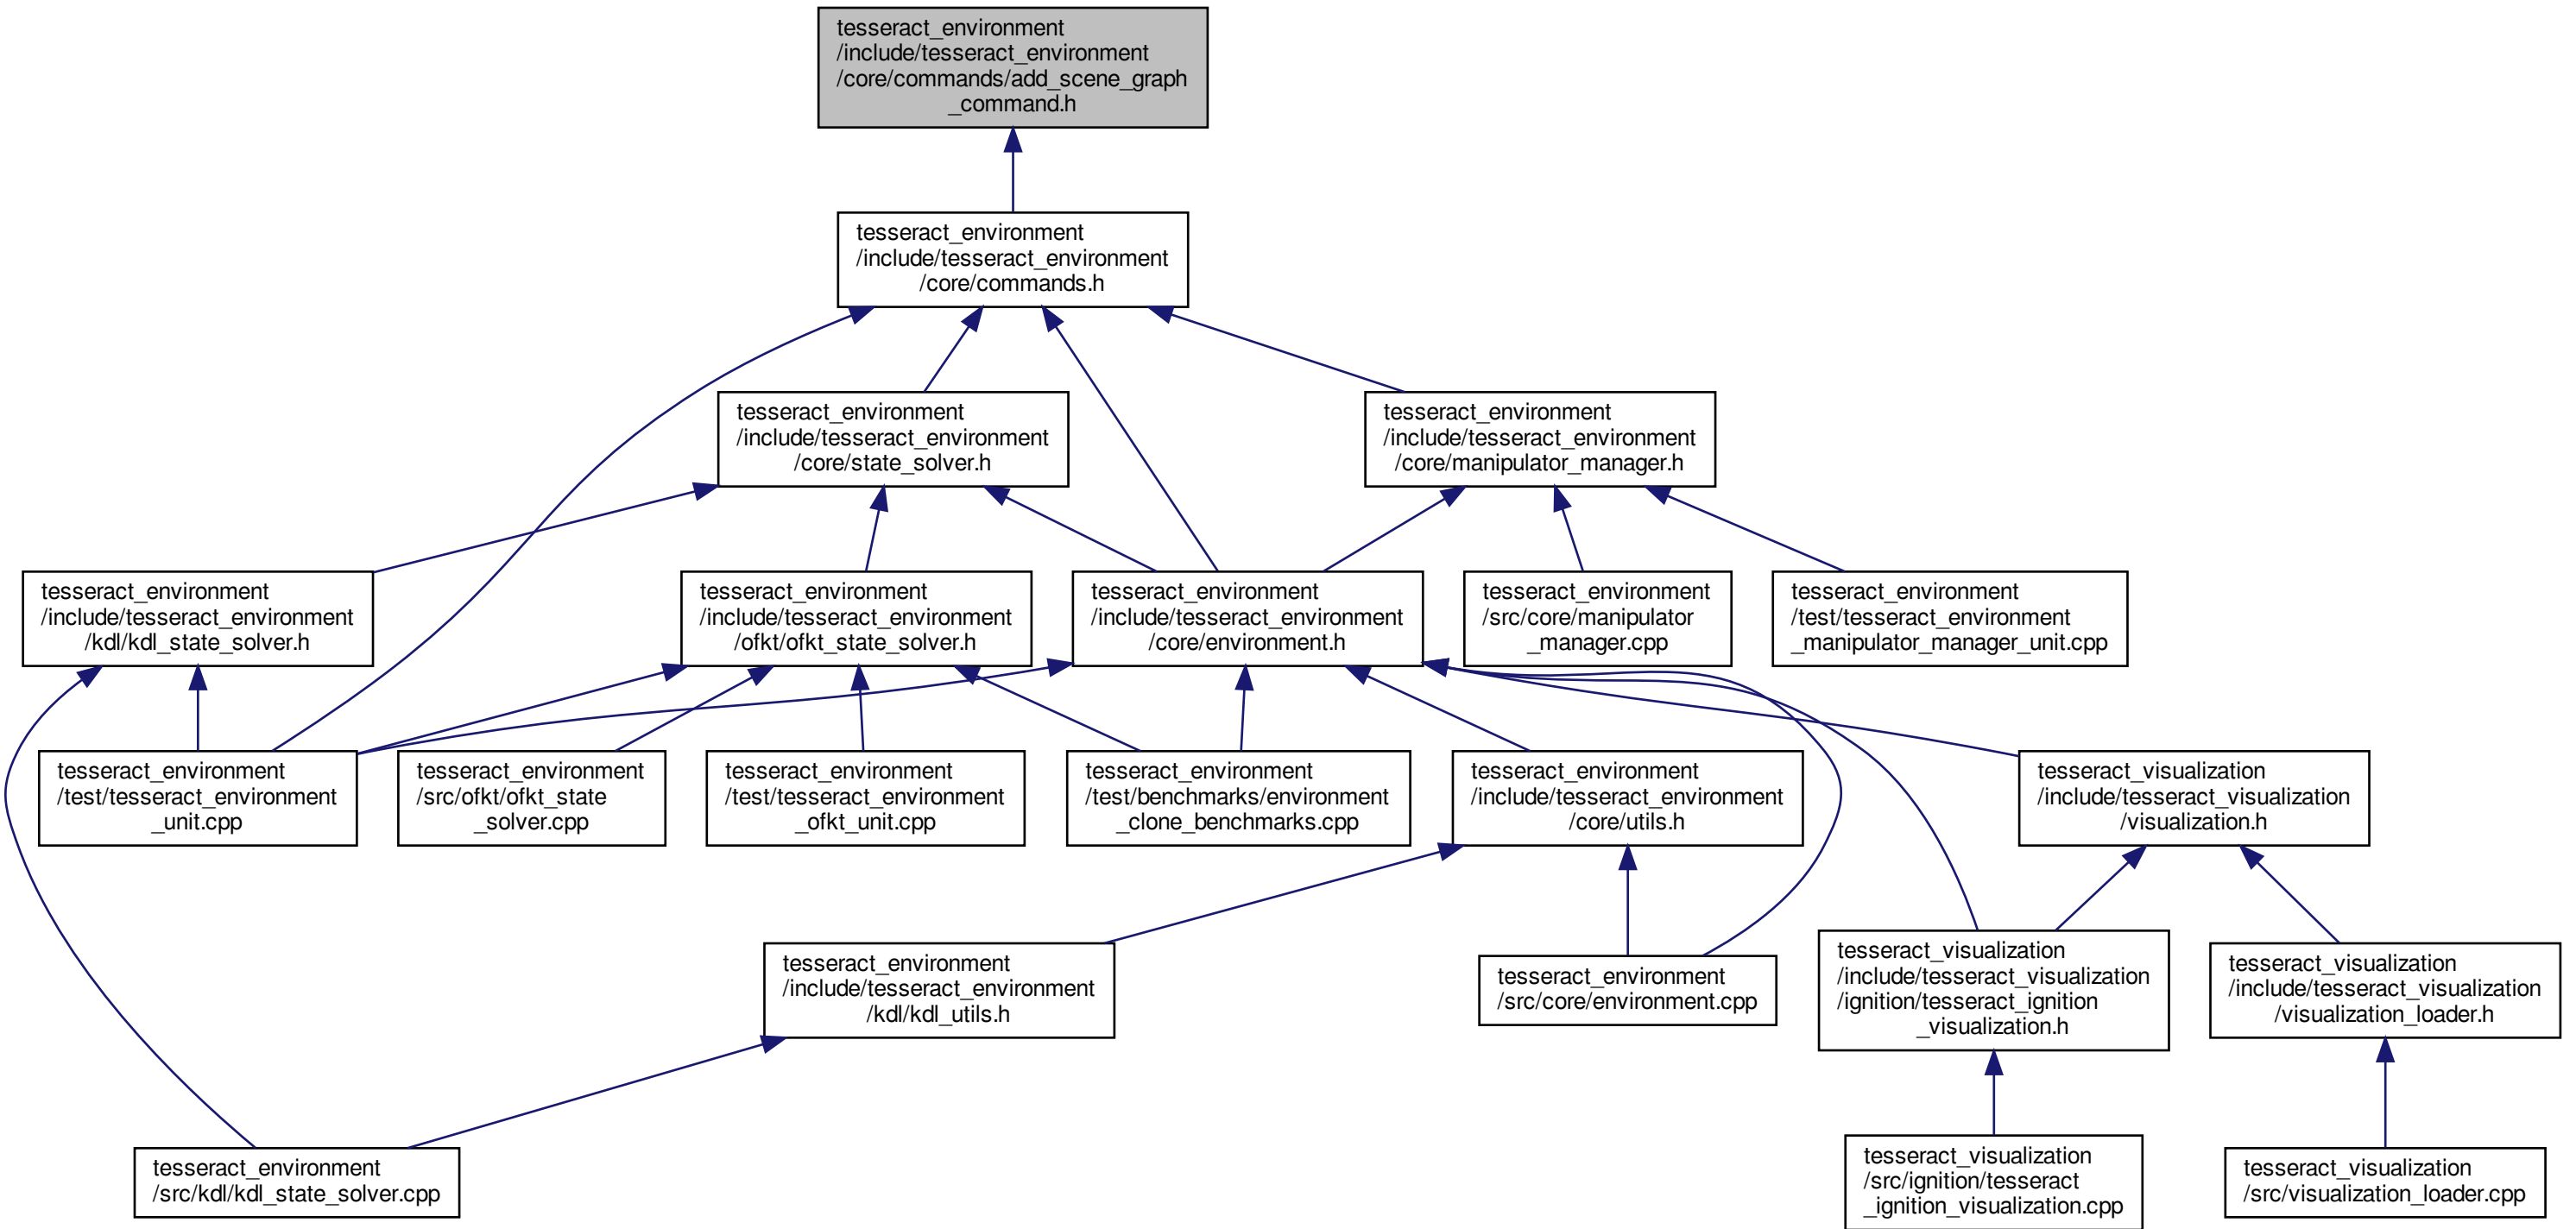 tesseract_environment
/include/tesseract_environment
/core/commands/add_scene_graph
_command.h
tesseract_environment
/include/tesseract_environment
/core/commands.h
tesseract_environment
/include/tesseract_environment
/core/state_solver.h
tesseract_environment
/include/tesseract_environment
/core/manipulator_manager.h
tesseract_environment
/include/tesseract_environment
/kdl/kdl_state_solver.h
tesseract_environment
/include/tesseract_environment
/ofkt/ofkt_state_solver.h
tesseract_environment
/include/tesseract_environment
/core/environment.h
tesseract_environment
/src/core/manipulator
_manager.cpp
tesseract_environment
/test/tesseract_environment
_manipulator_manager_unit.cpp
tesseract_environment
/test/tesseract_environment
_unit.cpp
tesseract_environment
/src/ofkt/ofkt_state
_solver.cpp
tesseract_environment
/test/tesseract_environment
_ofkt_unit.cpp
tesseract_environment
/test/benchmarks/environment
_clone_benchmarks.cpp
tesseract_environment
/include/tesseract_environment
/core/utils.h
tesseract_visualization
/include/tesseract_visualization
/visualization.h
tesseract_environment
/include/tesseract_environment
/kdl/kdl_utils.h
tesseract_environment
/src/core/environment.cpp
tesseract_visualization
/include/tesseract_visualization
/ignition/tesseract_ignition
_visualization.h
tesseract_visualization
/include/tesseract_visualization
/visualization_loader.h
tesseract_environment
/src/kdl/kdl_state_solver.cpp
tesseract_visualization
/src/ignition/tesseract
_ignition_visualization.cpp
tesseract_visualization
/src/visualization_loader.cpp